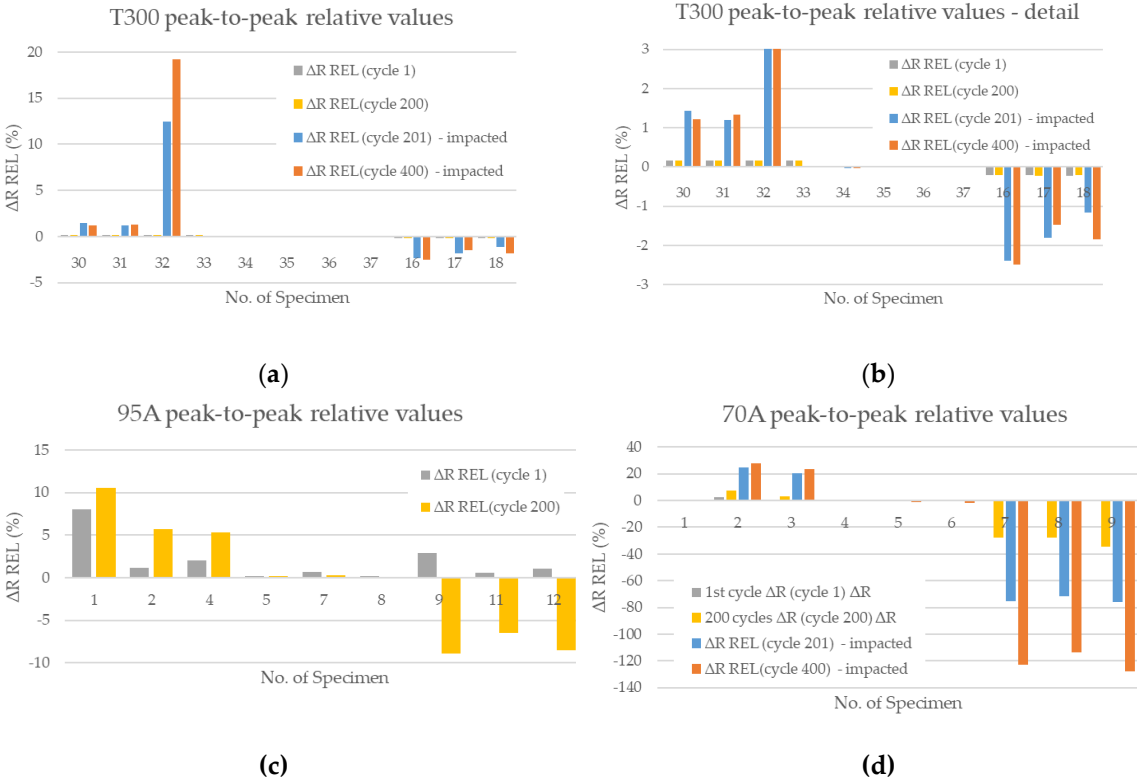 T300 peak-to-peak relative values
20
15
10
5
0
-5
ΔR REL (%)
ΔR REL (cycle 1)
ΔR REL (cycle 200)
ΔR REL (cycle 201) - impacted
ΔR REL(cycle 400) - impacted
30 31 32 33 34 35 36 37 16 17 18
No. of Specimen
(a)
T300 peak-to-peak relative values - detail
3
2
1
0
-1
-2
-3
ΔR REL (%)
ΔR REL (cycle 1)
ΔR REL(cycle 200)
ΔR REL (cycle 201) - impacted
ΔR REL(cycle 400) - impacted
30 31 32 33 34 35 36 37 16 17 18
No. of Specimen
(b)
95A peak-to-peak relative values
15
10
5
0
-5
-10
ΔR REL (%)
ΔR REL (cycle 1)
ΔR REL(cycle 200)
1 2 4 5 7 8 9 11 12
No. of Specimen
(c)
70A peak-to-peak relative values
40
20
0
-20
-40
-60
-80
-100
-120
-140
ΔR REL (%)
1 2 3 4 5 6 7 8 9
1st cycle ΔR (cycle 1) ΔR
200 cycles ΔR (cycle 200) ΔR
ΔR REL (cycle 201) - impacted
ΔR REL(cycle 400) - impacted
No. of Specimen
(d)